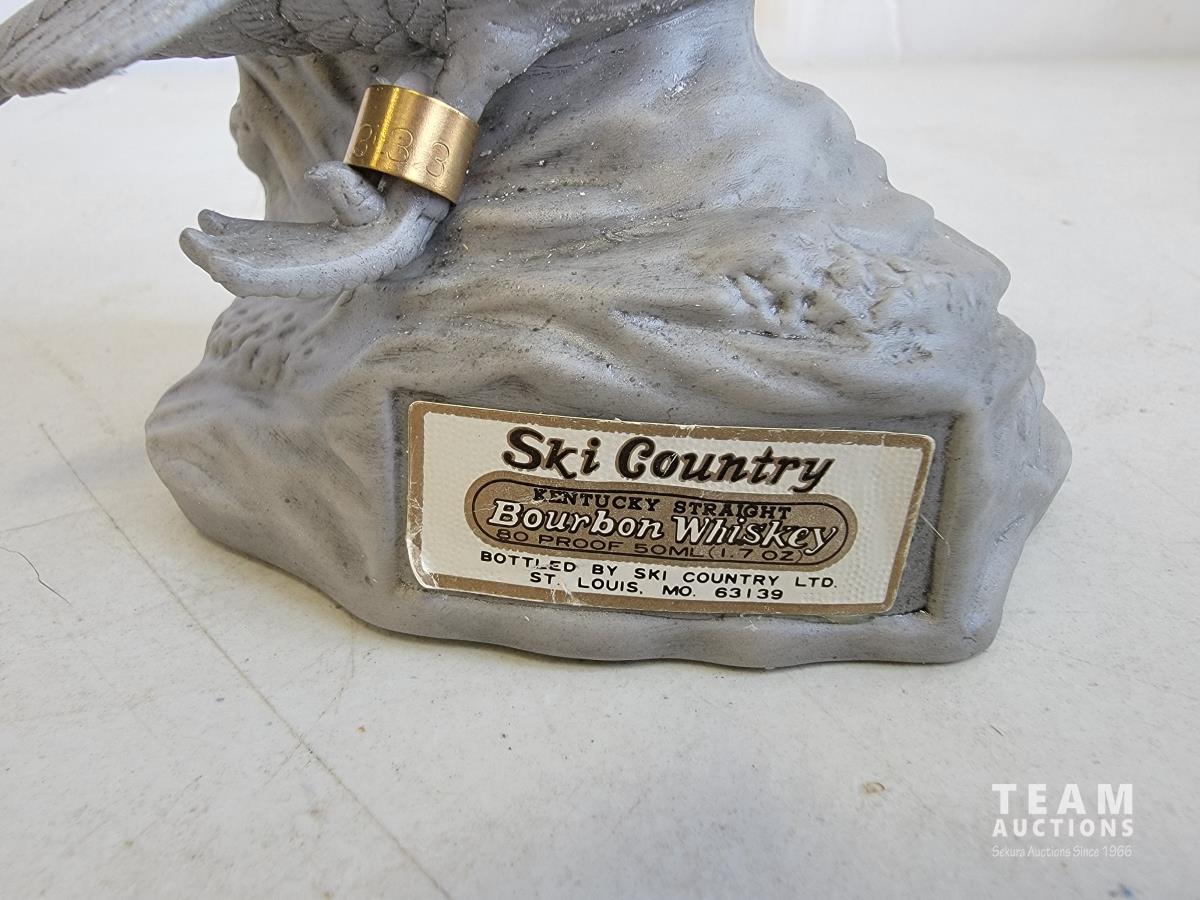 3133
Ski Country
KENTUCKY STRAIGHT
Bourbon Whiskey
80 PROOF 50ML (1.7 OZ)
BOTTLED BY SKI COUNTRY LTD.
ST. LOUIS, MO. 63139
TEAM
AUCTIONS
Sekura Auctions Since 1966